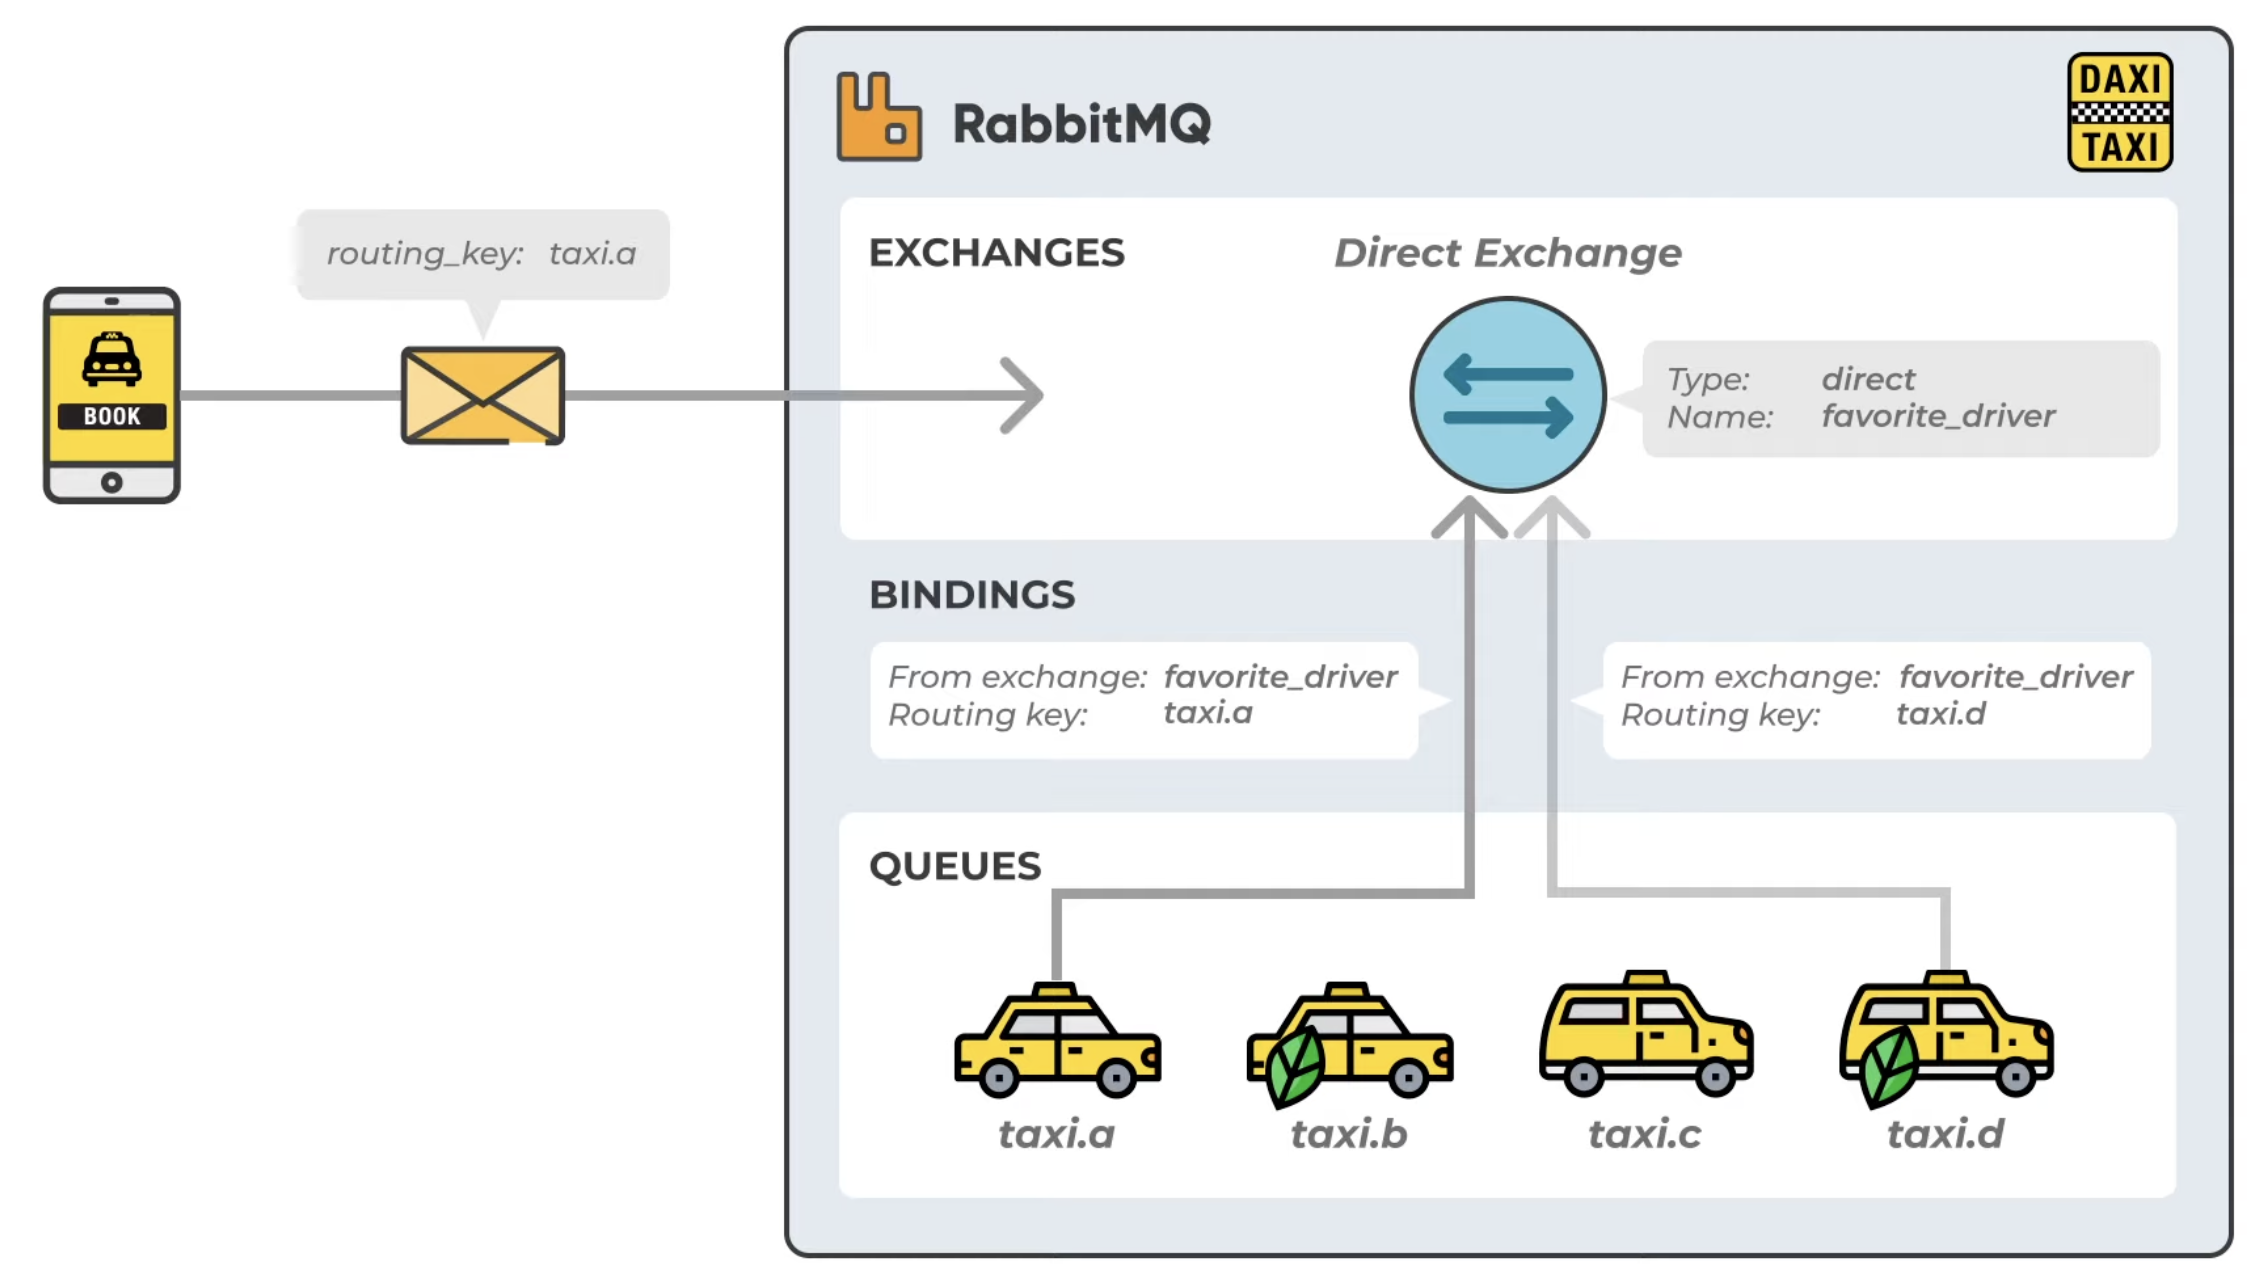 DAXI
TAXI
RabbitMQ
routing_key: taxi.a
BOOK
EXCHANGES
Direct Exchange
Type: direct
Name: favorite_driver
BINDINGS
From exchange: favorite_driver
Routing key: taxi.a
From exchange: favorite_driver
Routing key: taxi.d
QUEUES
taxi.a
taxi.b
taxi.c
taxi.d